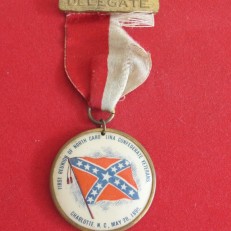 DELEGATE
FIRST REUNION OF NORTH CAROLINA CONFEDERATE VETERANS
CHARLOTTE, N. C., MAY 20,